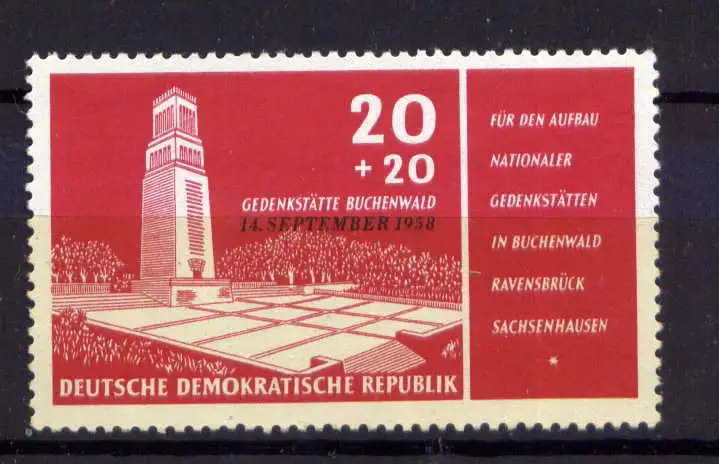 20
+ 20
GEDENKSTÄTTE BUCHENWALD
14. SEPTEMBER 1958
DEUTSCHE DEMOKRATISCHE REPUBLIK
FÜR DEN AUFBAU
NATIONALER
GEDENKSTÄTTEN
IN BUCHENWALD
RAVENSBRÜCK
SACHSENHAUSEN
*